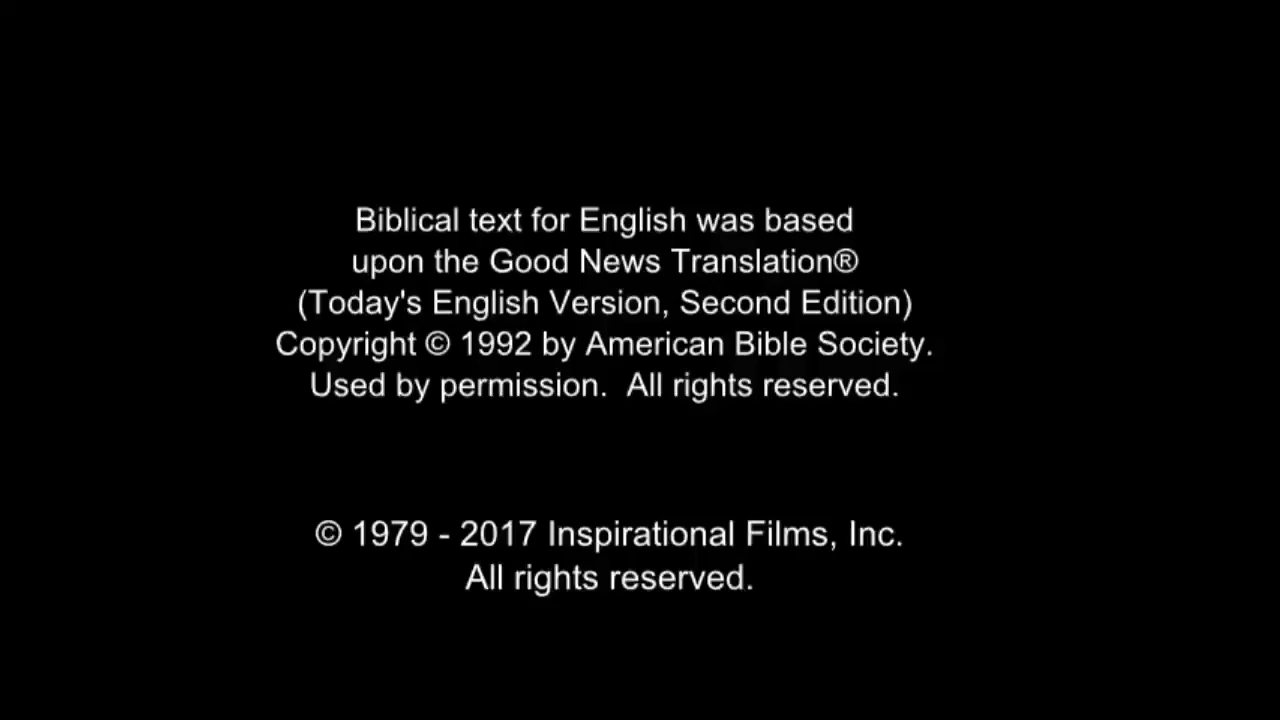 Biblical text for English was based
upon the Good News Translation®
(Today's English Version, Second Edition)
Copyright © 1992 by American Bible Society.
Used by permission.  All rights reserved.
© 1979 - 2017 Inspirational Films, Inc.
All rights reserved.